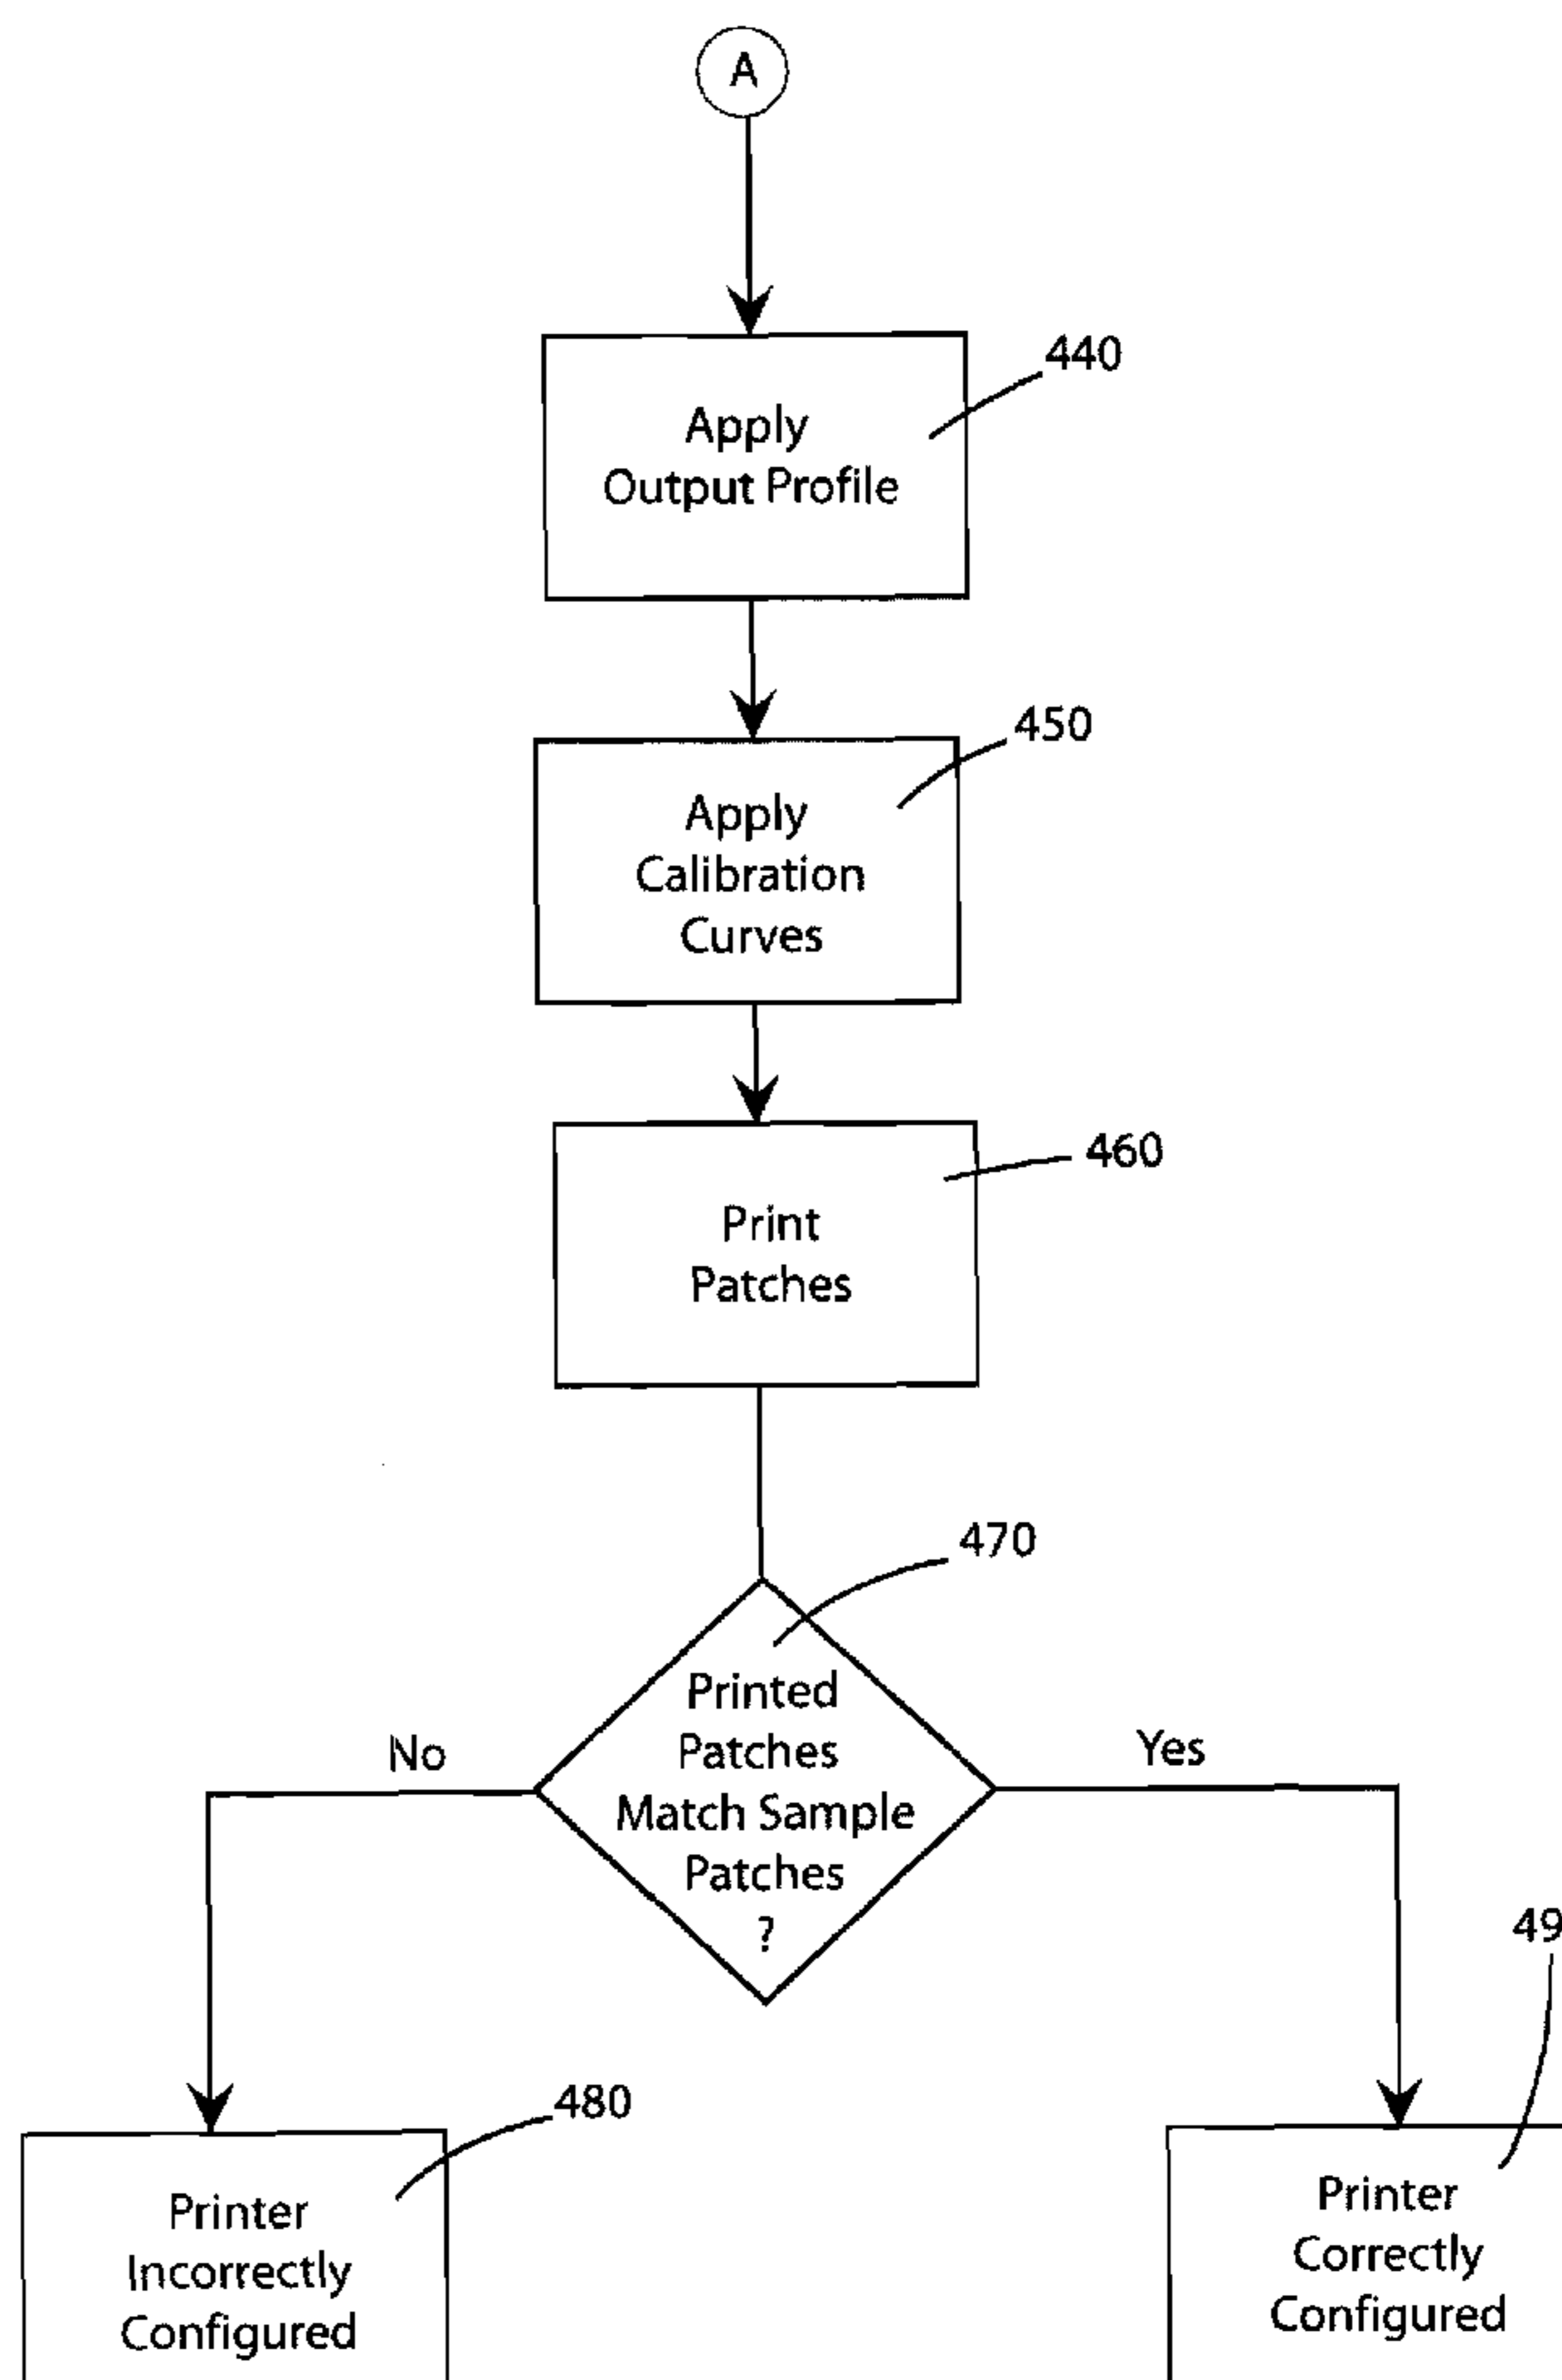 A
440
Apply
Output Profile
450
Apply
Calibration
Curves
460
Print
Patches
470
Printed
Patches
Match Sample
Patches
?
No
Yes
49
480
Printer
Incorrectly
Configured
Printer
Correctly
Configured